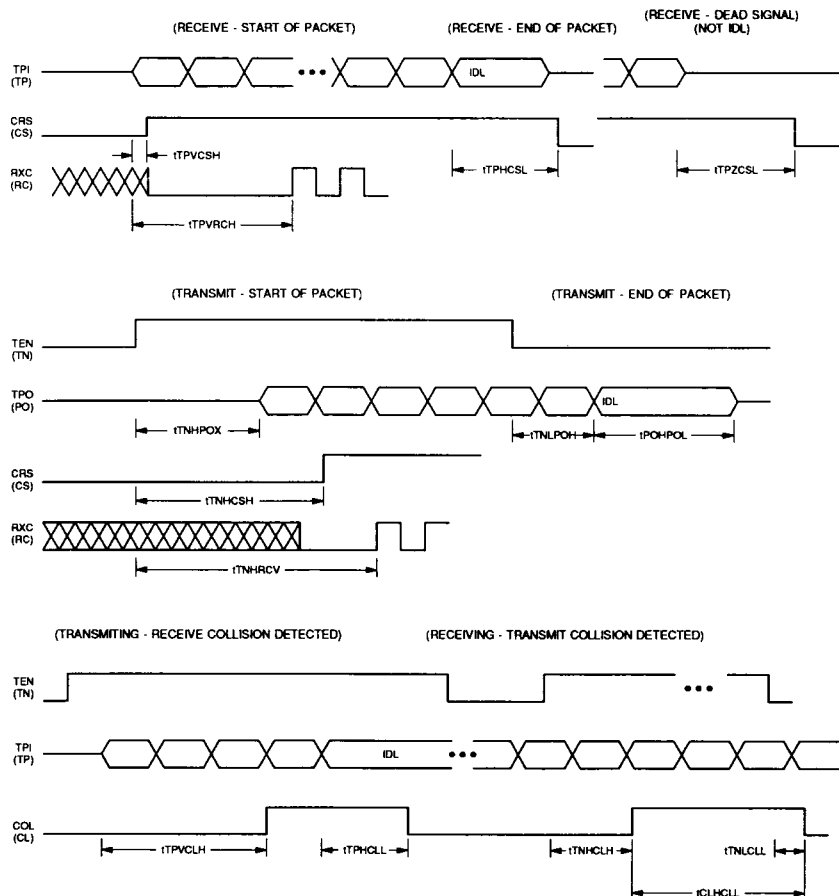 (RECEIVE - START OF PACKET)
(RECEIVE - END OF PACKET)
(RECEIVE - DEAD SIGNAL)
(NOT IDL)
TPI
(TP)
IDL
CRS
(CS)
tTPVCSH
tTPHCSL
tTPZCSL
RXC
(RC)
tTPVRCH
(TRANSMIT - START OF PACKET)
(TRANSMIT - END OF PACKET)
TEN
(TN)
TPO
(PO)
IDL
tTNHPOX
tTNLPOH
tPOHPOL
CRS
(CS)
tTNHCSH
RXC
(RC)
tTNHRCV
(TRANSMITING - RECEIVE COLLISION DETECTED)
(RECEIVING - TRANSMIT COLLISION DETECTED)
TEN
(TN)
TPI
(TP)
IDL
COL
(CL)
tTPVCLH
tTPHCLL
tTNHCLH
tTNLCLL
tCLHCLL